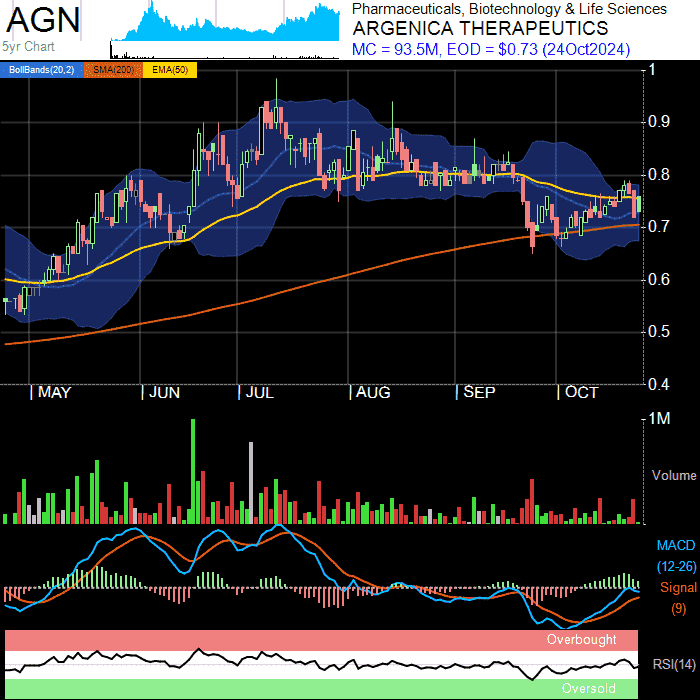 AGN
5yr Chart
Pharmaceuticals, Biotechnology & Life Sciences
ARGENICA THERAPEUTICS
MC = 93.5M, EOD = $0.73 (24Oct2024)
BollBands(20,2) SMA(200) EMA(50)
1
0.9
0.8
0.7
0.6
0.5
0.4
MAY JUN JUL AUG SEP OCT
1M
Volume
MACD
(12-26)
Signal
(9)
Overbought
RSI(14)
Oversold